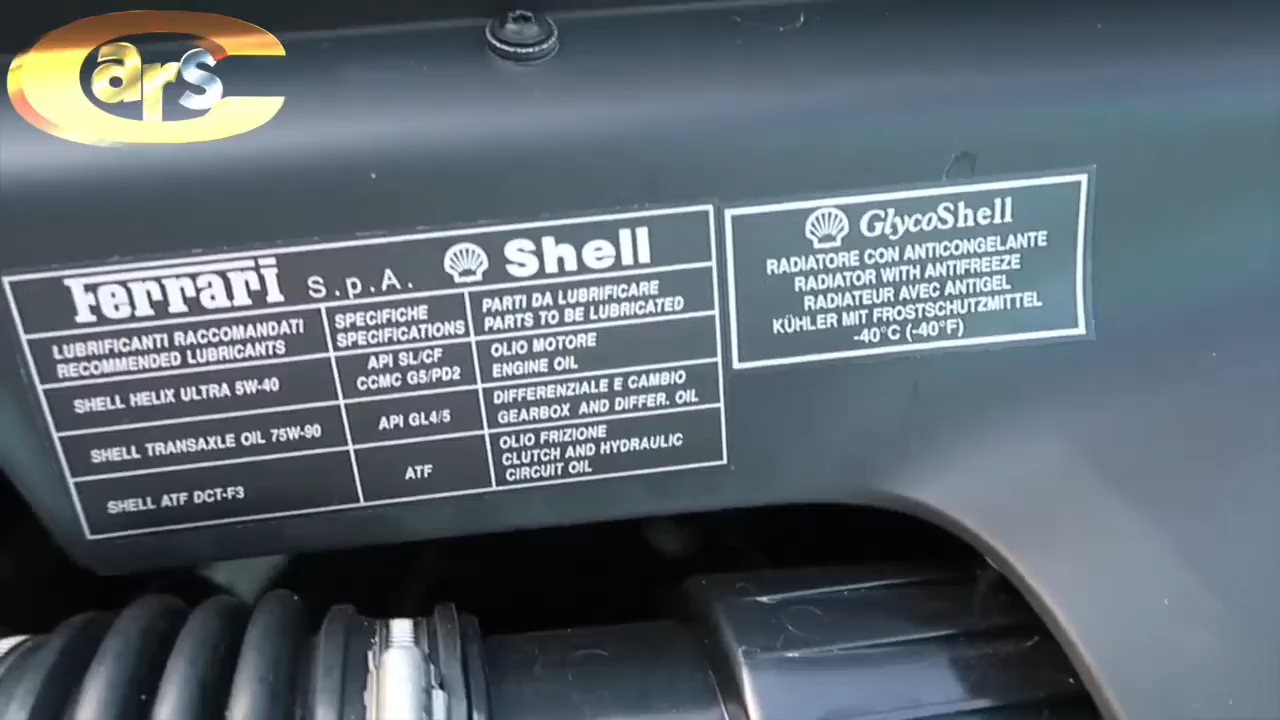 Cars
Ferrari S.p.A. Shell
LUBRIFICANTI RACCOMANDATI
RECOMMENDED LUBRICANTS
SPECIFICHE
SPECIFICATIONS
PARTI DA LUBRIFICARE
PARTS TO BE LUBRICATED
SHELL HELIX ULTRA 5W-40
API SL/CF
CCMC G5/PD2
OLIO MOTORE
ENGINE OIL
SHELL TRANSAXLE OIL 75W-90
API GL4/5
DIFFERENZIALE E CAMBIO
GEARBOX AND DIFFER. OIL
SHELL ATF DCT-F3
ATF
OLIO FRIZIONE
CLUTCH AND HYDRAULIC
CIRCUIT OIL
GlycoShell
RADIATORE CON ANTICONGELANTE
RADIATOR WITH ANTIFREEZE
RADIATEUR AVEC ANTIGEL
KÜHLER MIT FROSTSCHUTZMITTEL
-40°C (-40°F)